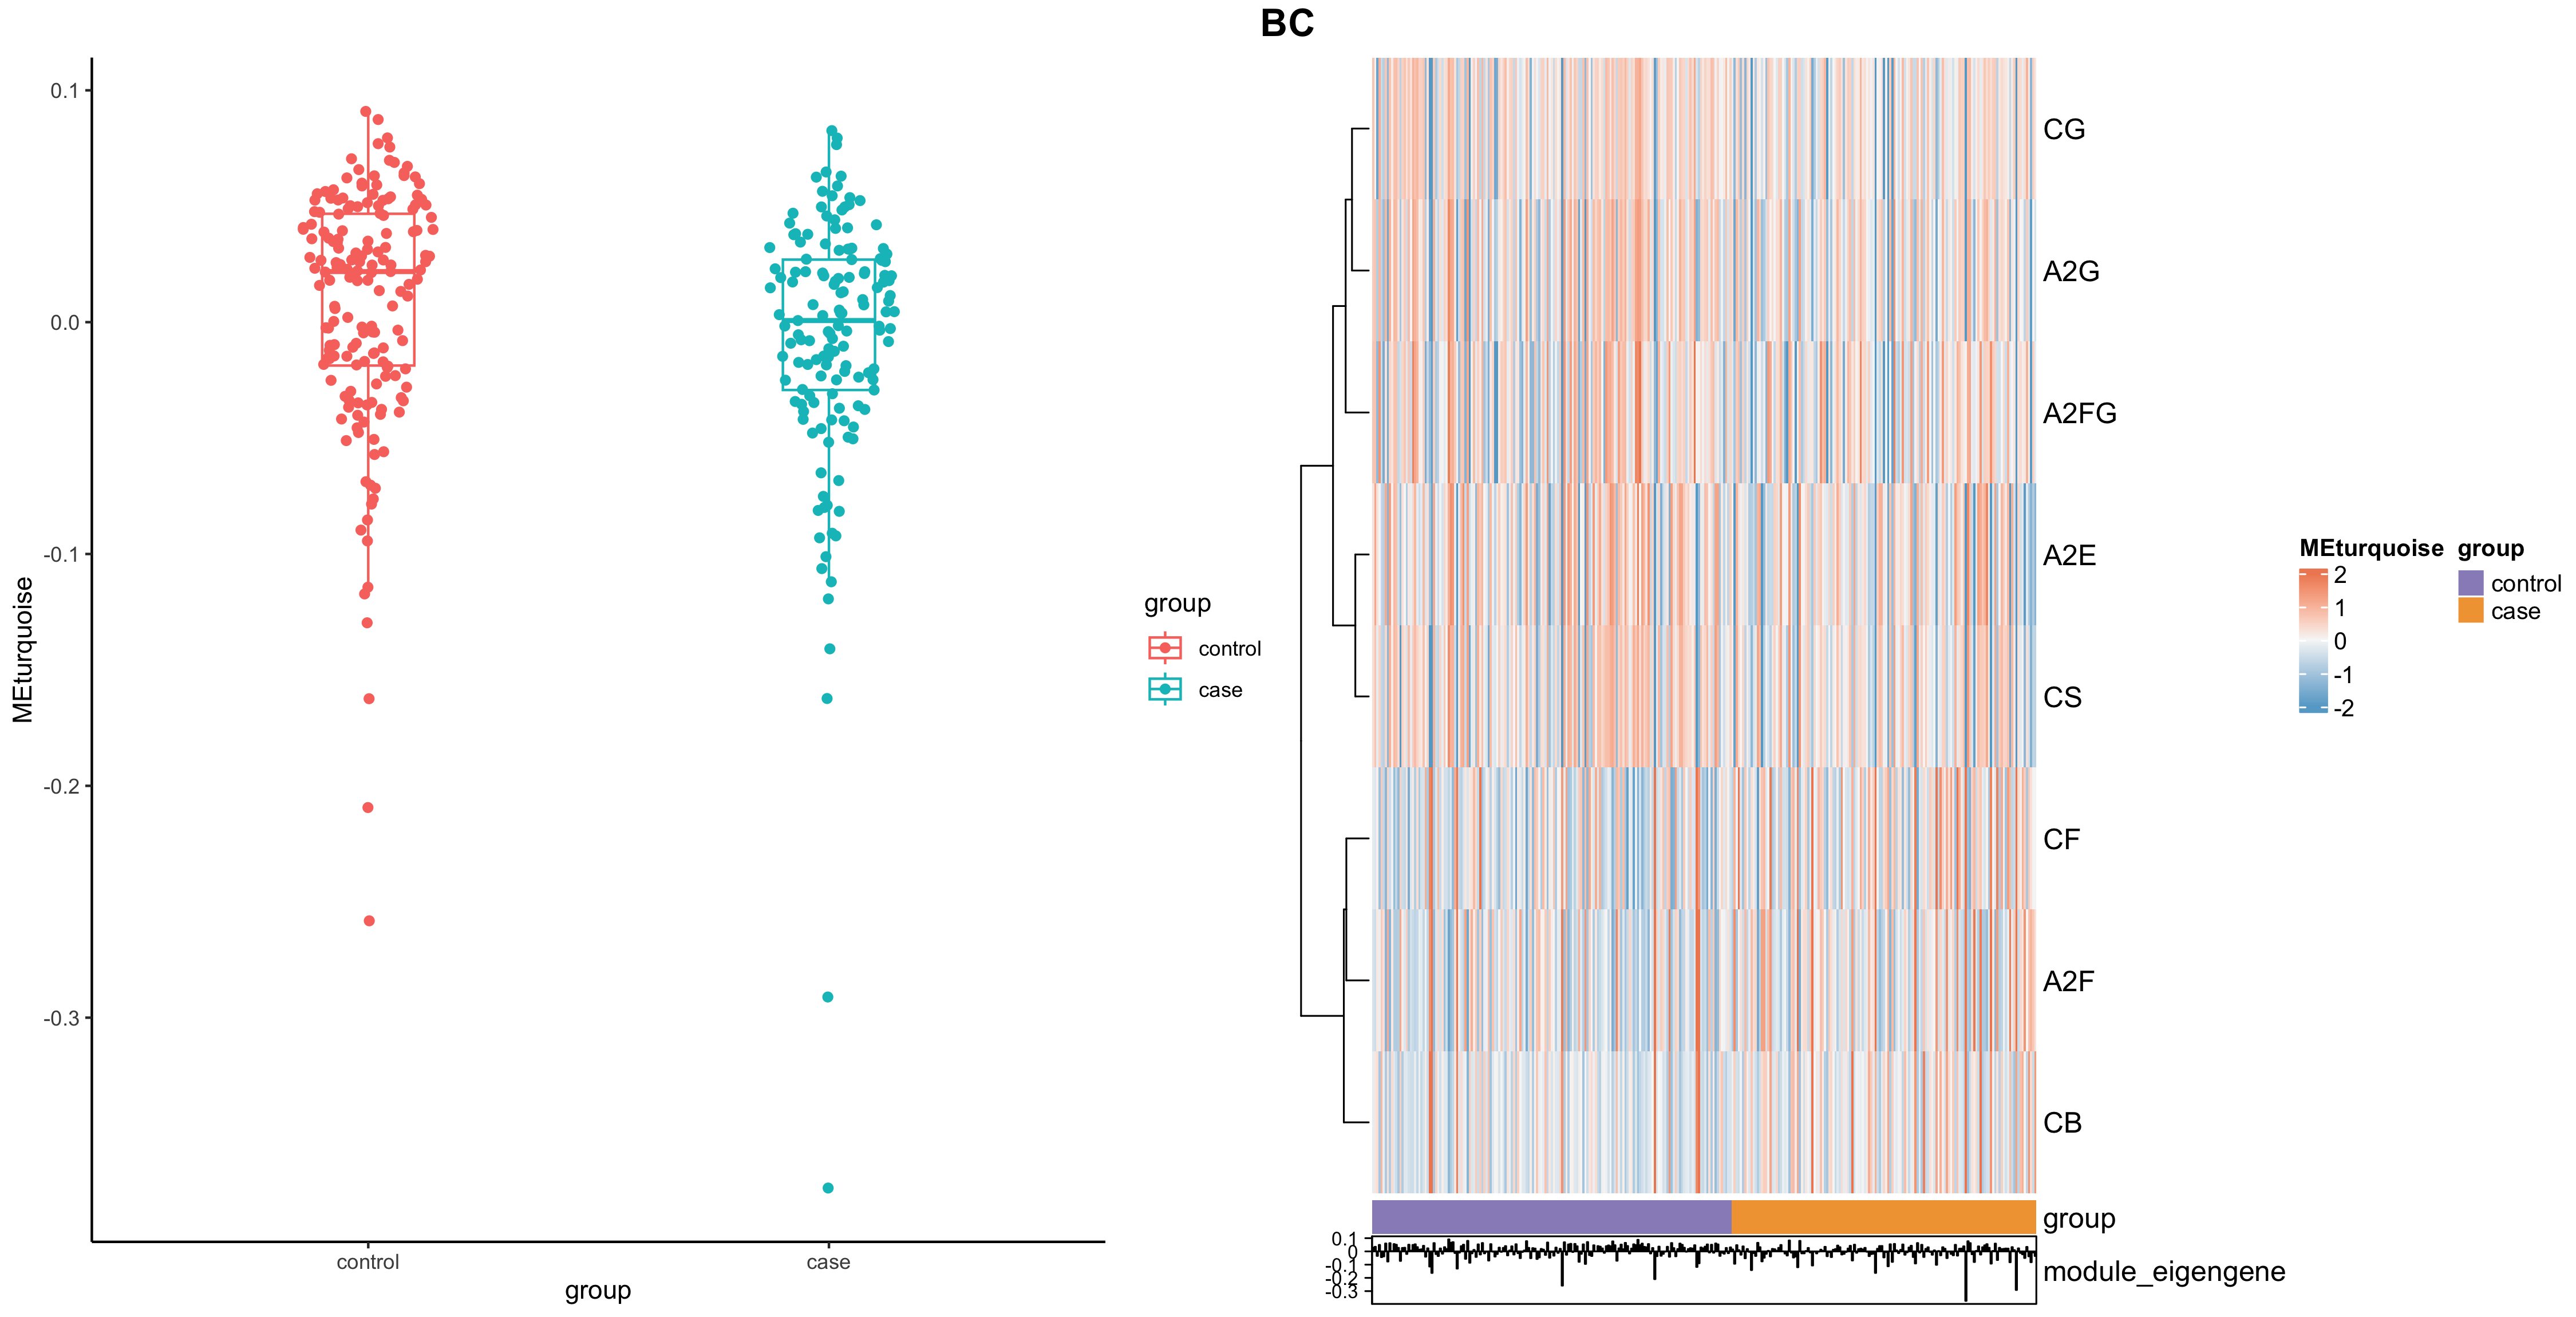 BC
0.1
0.0
-0.1
-0.2
-0.3
MEturquoise
control
case
group
group
control
case
CG
A2G
A2FG
A2E
CS
CF
A2F
CB
group
module_eigengene
0.1
0
-0.1
-0.2
-0.3
MEturquoise
2
1
0
-1
-2
group
control
case